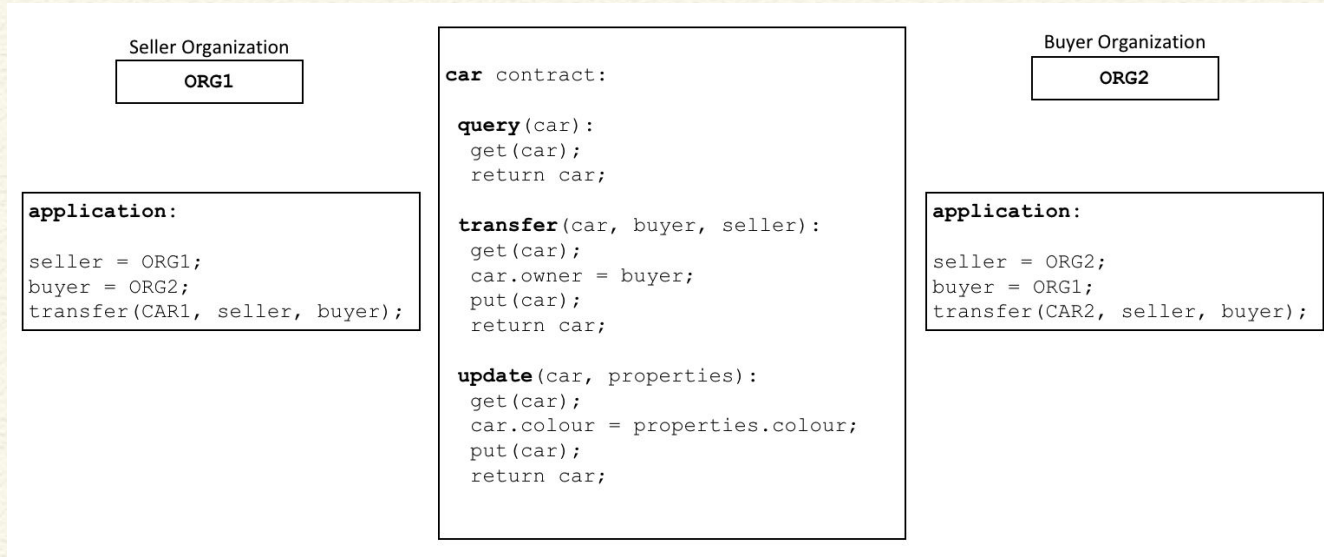 Seller Organization
ORG1
application:
seller = ORG1;
buyer = ORG2;
transfer(CAR1, seller, buyer);
car contract:
query(car):
get(car);
return car;
transfer(car, buyer, seller):
get(car);
car.owner = buyer;
put(car);
return car;
update(car, properties):
get(car);
car.colour = properties.colour;
put(car);
return car;
Buyer Organization
ORG2
application:
seller = ORG2;
buyer = ORG1;
transfer(CAR2, seller, buyer);